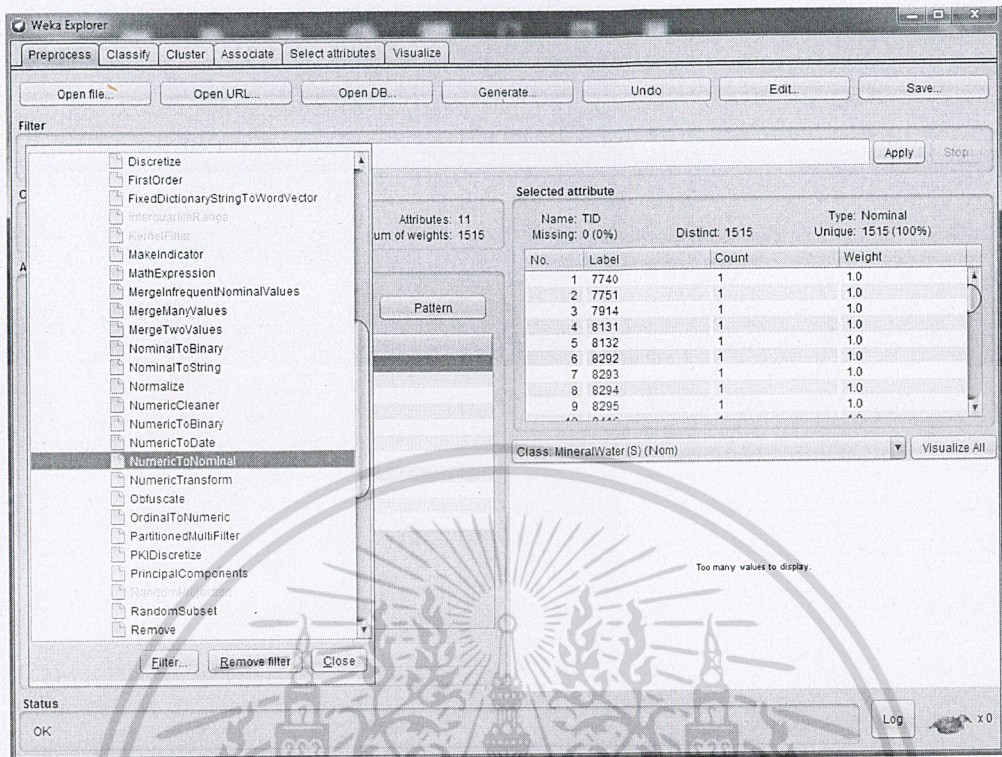 Weka Explorer
Preprocess Classify Cluster Associate Select attributes Visualize
Open file... Open URL... Open DB... Generate... Undo Edit... Save...
Filter
Apply Stop
Discretize
FirstOrder
FixedDictionaryStringToWordVector
InterquartileRange
KernelFilter
MakeIndicator
MathExpression
MergeInfrequentNominalValues
MergeManyValues
MergeTwoValues
NominalToBinary
NominalToString
Normalize
NumericCleaner
NumericToBinary
NumericToDate
NumericToNominal
NumericTransform
Obfuscate
OrdinalToNumeric
PartitionedMultiFilter
PKIDiscretize
PrincipalComponents
RandomProjection
RandomSubset
Remove
Filter... Remove filter Close
Attributes: 11
um of weights: 1515
Pattern
Selected attribute
Name: TID Type: Nominal
Missing: 0 (0%) Distinct: 1515 Unique: 1515 (100%)
No. Label Count Weight
1 7740 1 1.0
2 7751 1 1.0
3 7914 1 1.0
4 8131 1 1.0
5 8132 1 1.0
6 8292 1 1.0
7 8293 1 1.0
8 8294 1 1.0
9 8295 1 1.0
Class: MineralWater (S) (Nom) Visualize All
Too many values to display.
Status
OK
Log x 0